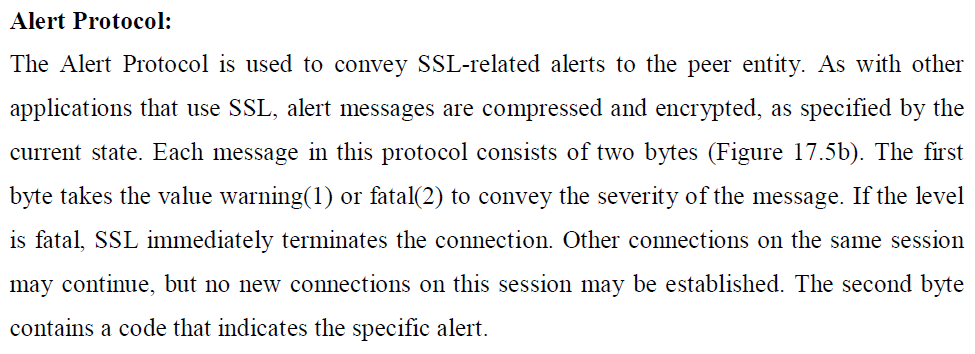 Alert Protocol:
The Alert Protocol is used to convey SSL-related alerts to the peer entity. As with other
applications that use SSL, alert messages are compressed and encrypted, as specified by the
current state. Each message in this protocol consists of two bytes (Figure 17.5b). The first
byte takes the value warning(1) or fatal(2) to convey the severity of the message. If the level
is fatal, SSL immediately terminates the connection. Other connections on the same session
may continue, but no new connections on this session may be established. The second byte
contains a code that indicates the specific alert.